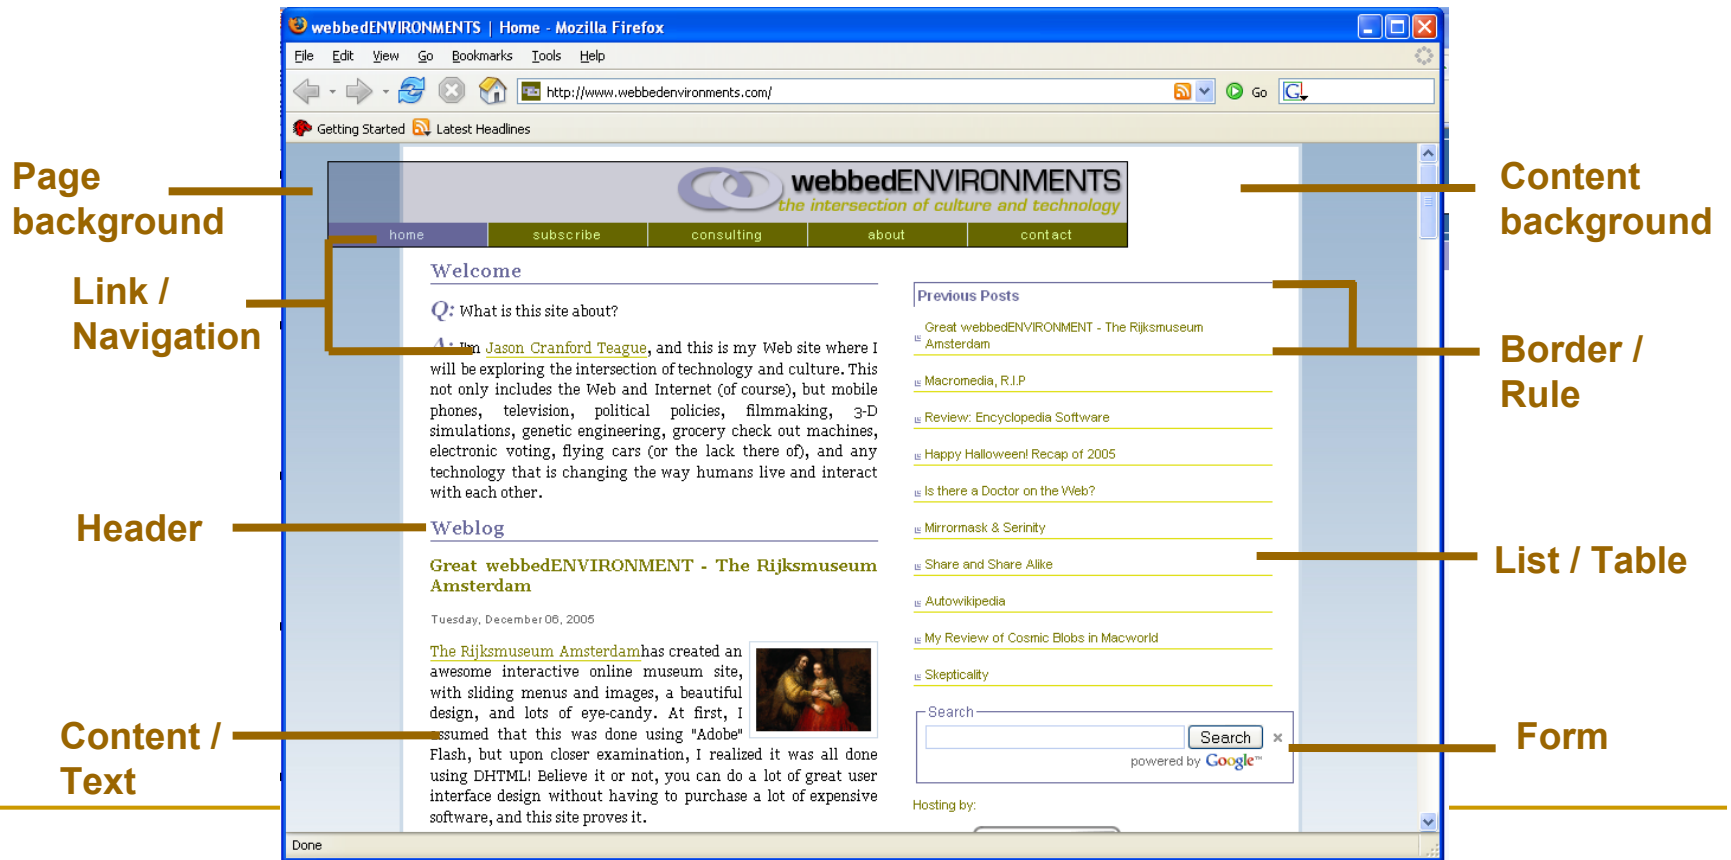 webbedENVIRONMENTS | Home - Mozilla Firefox
File Edit View Go Bookmarks Tools Help
http://www.webbedenvironments.com/
Go
G
Getting Started
Latest Headlines
Page
background
Content
background
webbedENVIRONMENTS
the intersection of culture and technology
home subscribe consulting about contact
Link /
Navigation
Welcome
Q: What is this site about?
A: I'm Jason Cranford Teague, and this is my Web site where I
will be exploring the intersection of technology and culture. This
not only includes the Web and Internet (of course), but mobile
phones, television, political policies, filmmaking, 3-D
simulations, genetic engineering, grocery check out machines,
electronic voting, flying cars (or the lack there of), and any
technology that is changing the way humans live and interact
with each other.
Header
Weblog
Great webbedENVIRONMENT - The Rijksmuseum
Amsterdam
Tuesday, December 06, 2005
The Rijksmuseum Amsterdam has created an
awesome interactive online museum site,
with sliding menus and images, a beautiful
design, and lots of eye-candy. At first, I
assumed that this was done using "Adobe"
Flash, but upon closer examination, I realized it was all done
using DHTML! Believe it or not, you can do a lot of great user
interface design without having to purchase a lot of expensive
software, and this site proves it.
Content /
Text
Previous Posts
Great webbedENVIRONMENT - The Rijksmuseum
Amsterdam
Macromedia, R.I.P
Review: Encyclopedia Software
Happy Halloween! Recap of 2005
Is there a Doctor on the Web?
Mirrormask & Serinity
Share and Share Alike
Autowikipedia
My Review of Cosmic Blobs in Macworld
Skepticality
Border /
Rule
List / Table
Search
Search
powered by Google™
Form
Hosting by:
Done